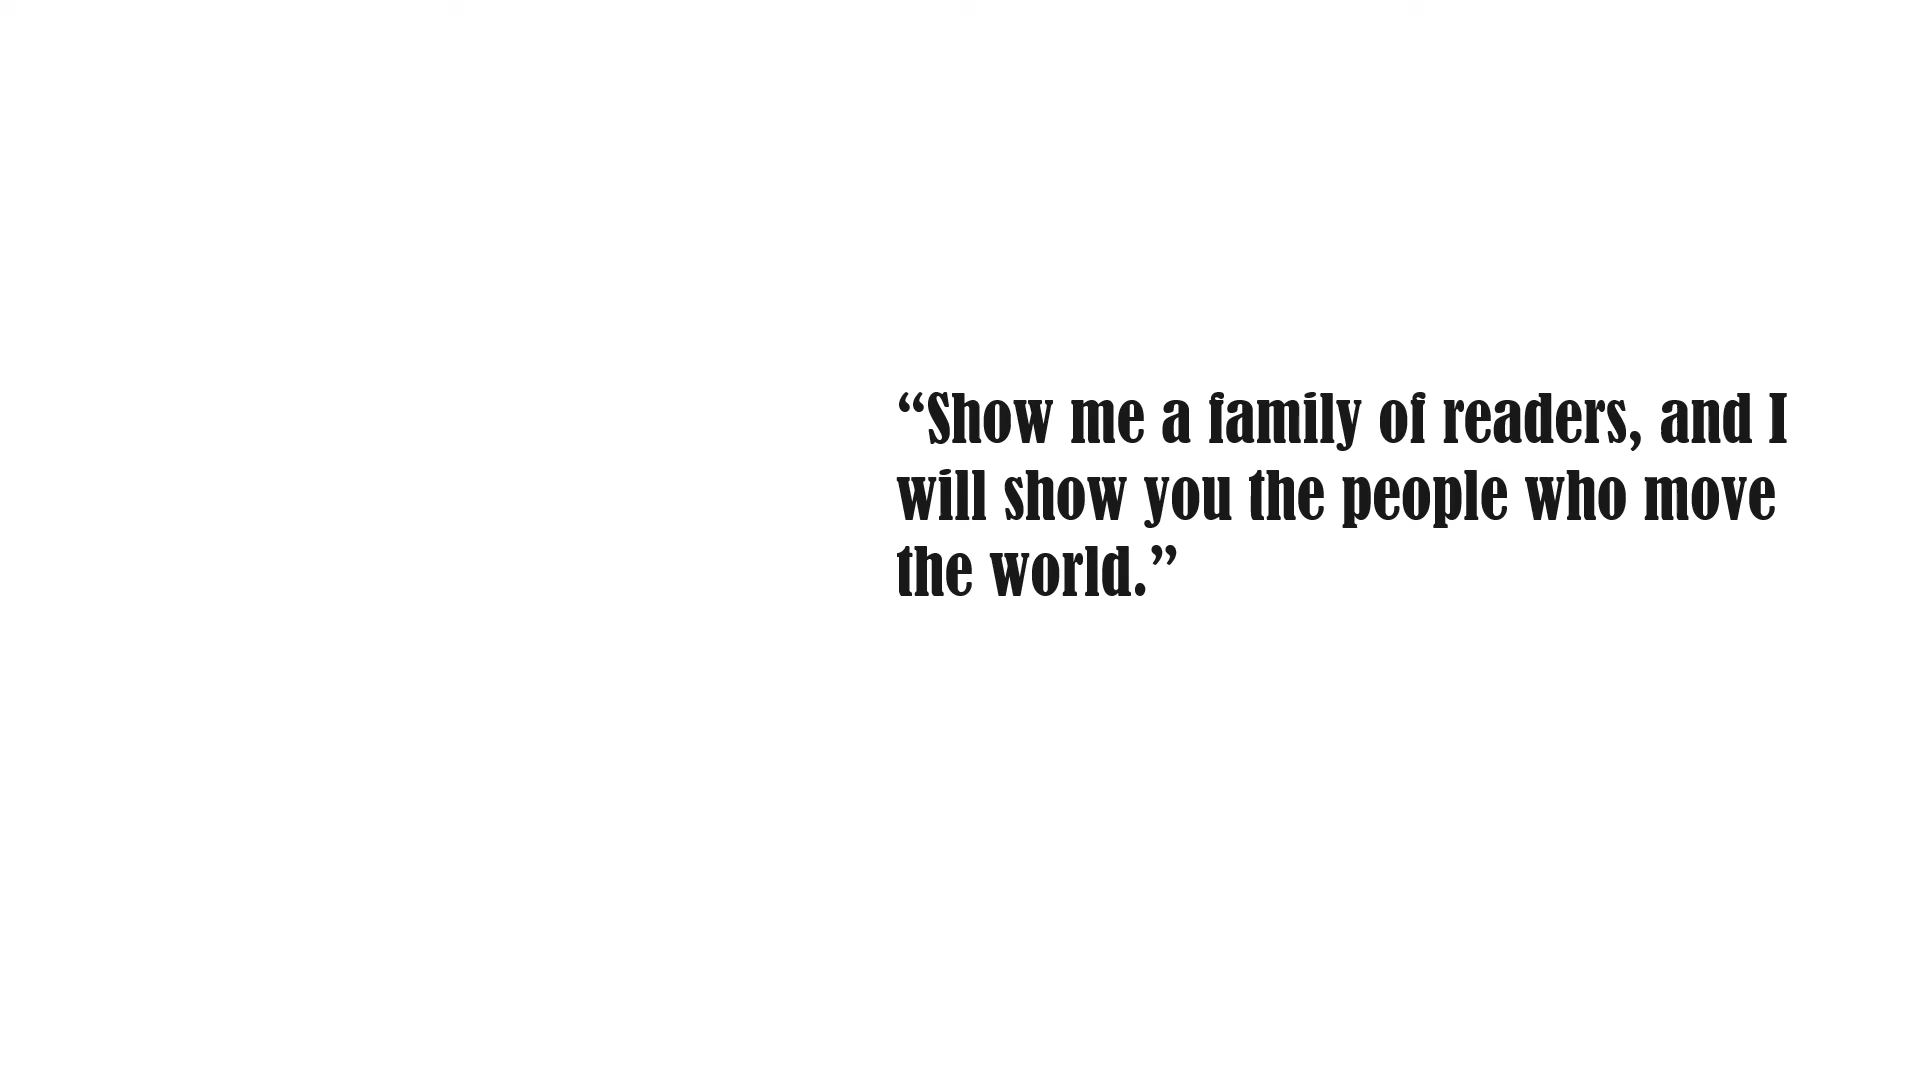 “Show me a family of readers, and I
will show you the people who move
the world.”